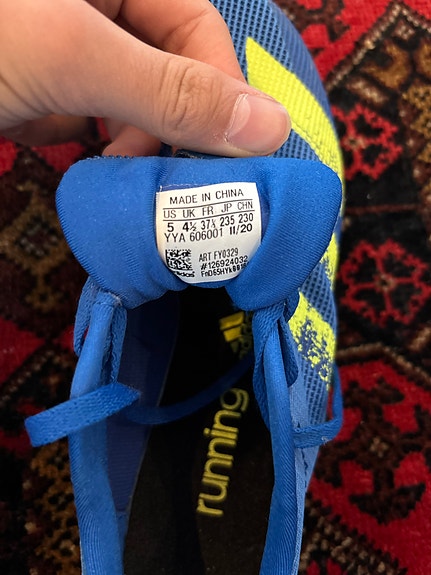 MADE IN CHINA
US UK FR JP CHN
5 4½ 37⅓ 235 230
YYA 606001 11/20
ART FY0329
#126924032
adidas
running